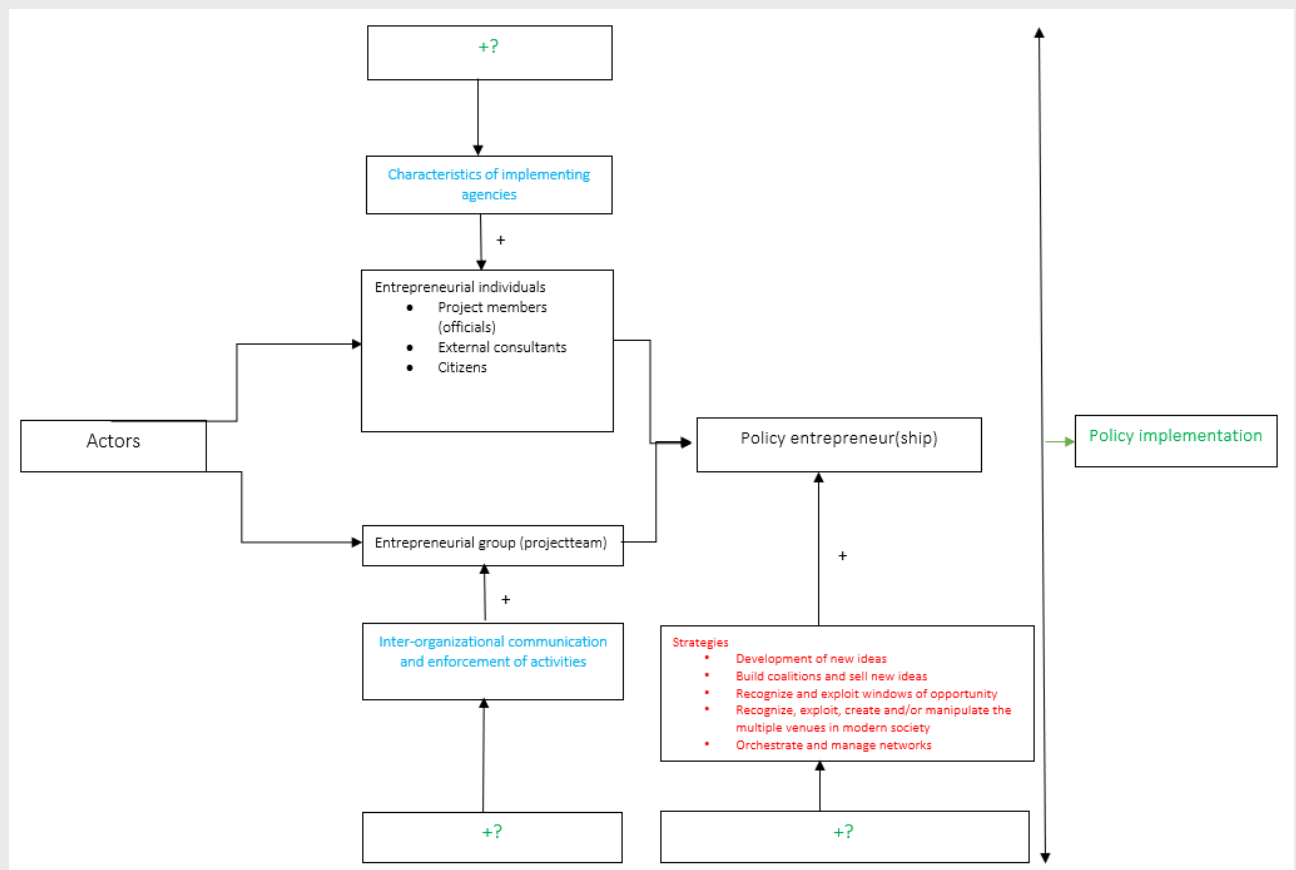 +?
Characteristics of implementing
agencies
+
Entrepreneurial individuals
● Project members
(officials)
● External consultants
● Citizens
Actors
Policy entrepreneur(ship)
Policy implementation
Entrepreneurial group (projectteam)
+
+
Inter-organizational communication
and enforcement of activities
Strategies
• Development of new ideas
• Build coalitions and sell new ideas
• Recognize and exploit windows of opportunity
• Recognize, exploit, create and/or manipulate the
multiple venues in modern society
• Orchestrate and manage networks
+?
+?